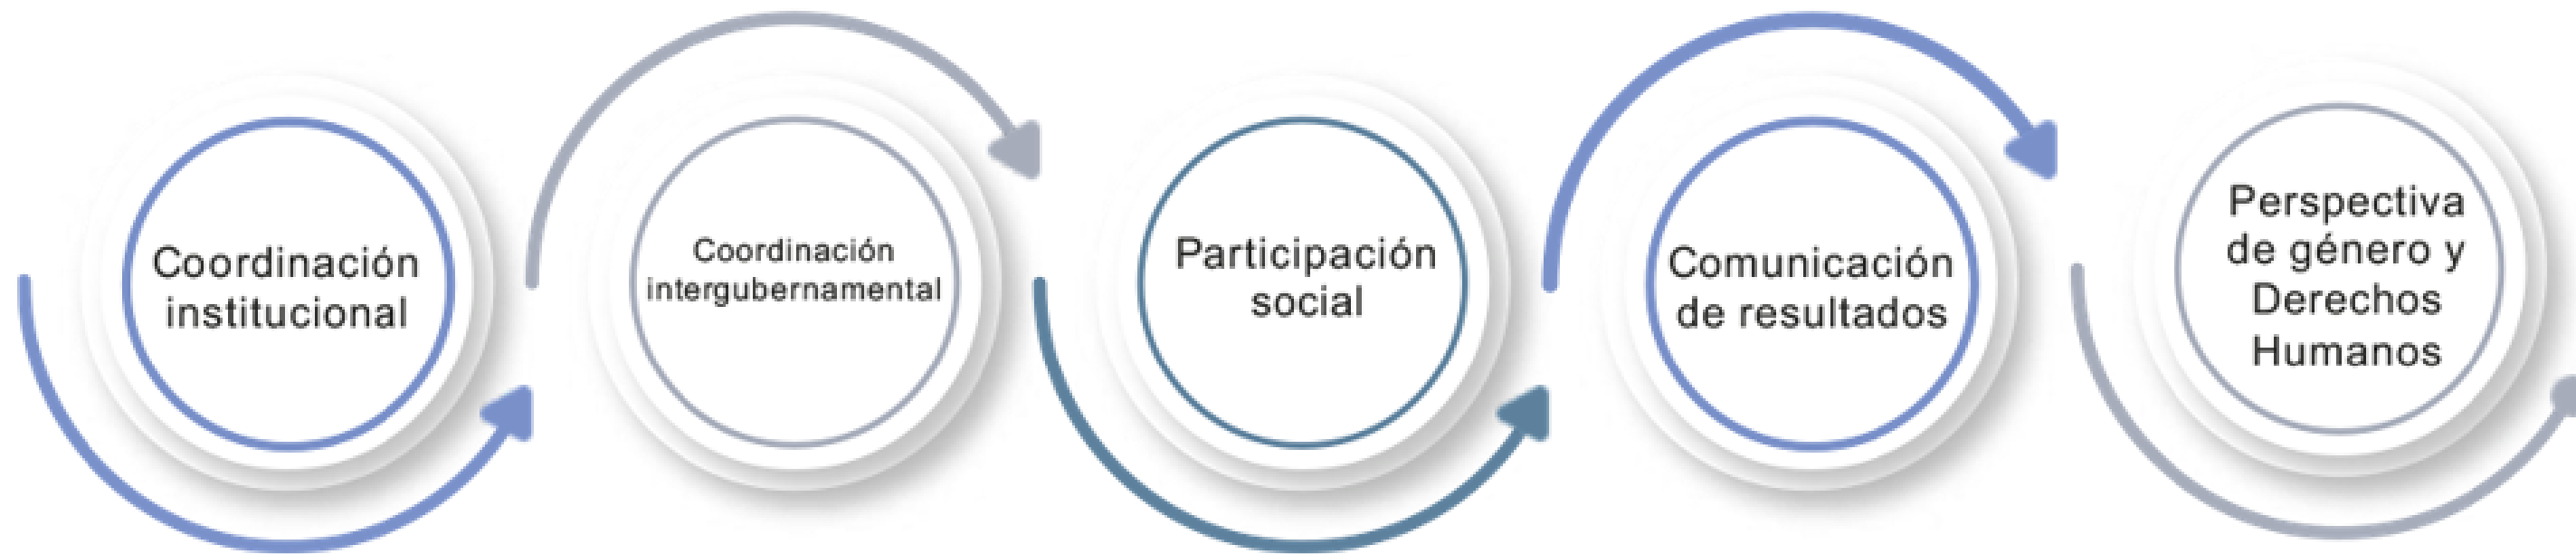 Coordinación
institucional
Coordinación
intergubernamental
Participación
social
Comunicación
de resultados
Perspectiva
de género y
Derechos
Humanos